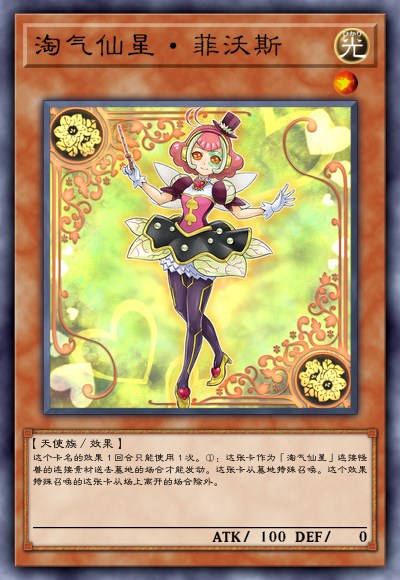 淘气仙星・菲沃斯
光
【天使族／效果】
这个卡名的效果1回合只能使用1次。①：这张卡作为「淘气仙星」连接怪
兽的连接素材送去墓地的场合才能发动。这张卡从墓地特殊召唤。这个效果
特殊召唤的这张卡从场上离开的场合除外。
ATK/ 100 DEF/ 0